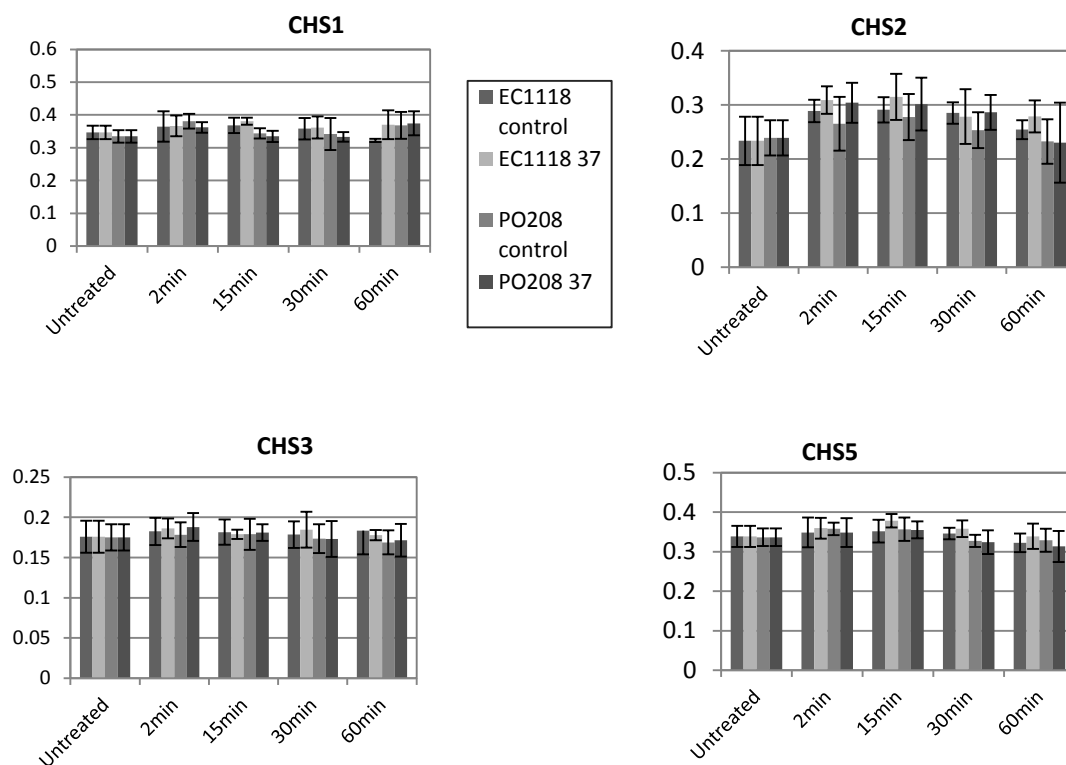 CHS1
0.6
0.5
0.4
0.3
0.2
0.1
0
Untreated
2min
15min
30min
60min
EC1118
control
EC1118 37
PO208
control
PO208 37
CHS2
0.4
0.3
0.2
0.1
0
Untreated
2min
15min
30min
60min
CHS3
0.25
0.2
0.15
0.1
0.05
0
Untreated
2min
15min
30min
60min
CHS5
0.5
0.4
0.3
0.2
0.1
0
Untreated
2min
15min
30min
60min